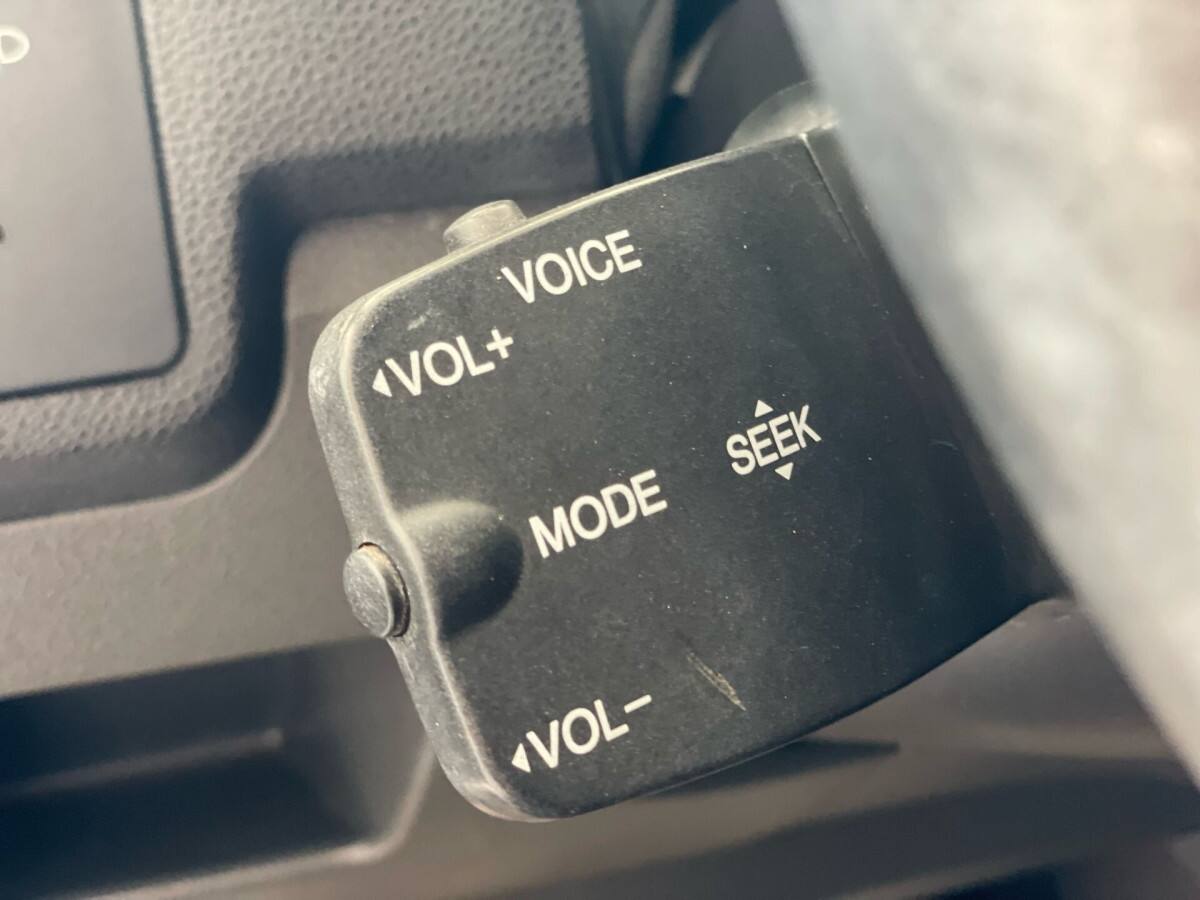 VOICE
◀VOL+
▲
SEEK
▼
MODE
◀VOL−